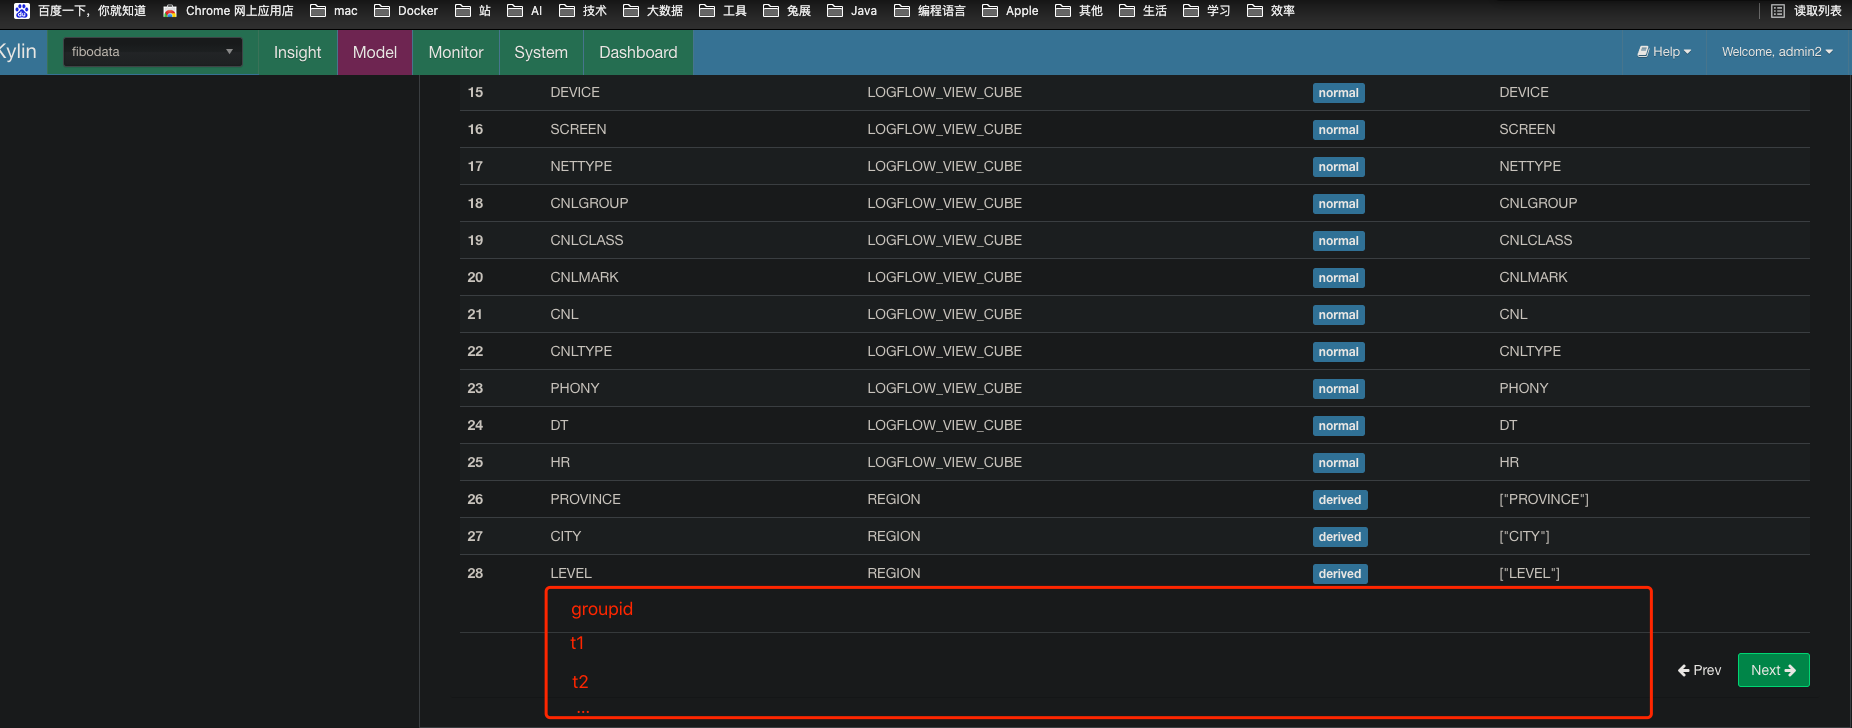 百度一下，你就知道 Chrome 网上应用店 mac Docker 站 AI 技术 大数据 工具 兔展 Java 编程语言 Apple 其他 生活 学习 效率 读取列表
Kylin fibodata Insight Model Monitor System Dashboard Help Welcome, admin2
15 DEVICE LOGFLOW_VIEW_CUBE normal DEVICE
16 SCREEN LOGFLOW_VIEW_CUBE normal SCREEN
17 NETTYPE LOGFLOW_VIEW_CUBE normal NETTYPE
18 CNLGROUP LOGFLOW_VIEW_CUBE normal CNLGROUP
19 CNLCLASS LOGFLOW_VIEW_CUBE normal CNLCLASS
20 CNLMARK LOGFLOW_VIEW_CUBE normal CNLMARK
21 CNL LOGFLOW_VIEW_CUBE normal CNL
22 CNLTYPE LOGFLOW_VIEW_CUBE normal CNLTYPE
23 PHONY LOGFLOW_VIEW_CUBE normal PHONY
24 DT LOGFLOW_VIEW_CUBE normal DT
25 HR LOGFLOW_VIEW_CUBE normal HR
26 PROVINCE REGION derived ["PROVINCE"]
27 CITY REGION derived ["CITY"]
28 LEVEL REGION derived ["LEVEL"]
groupid
t1
Prev Next
t2
...